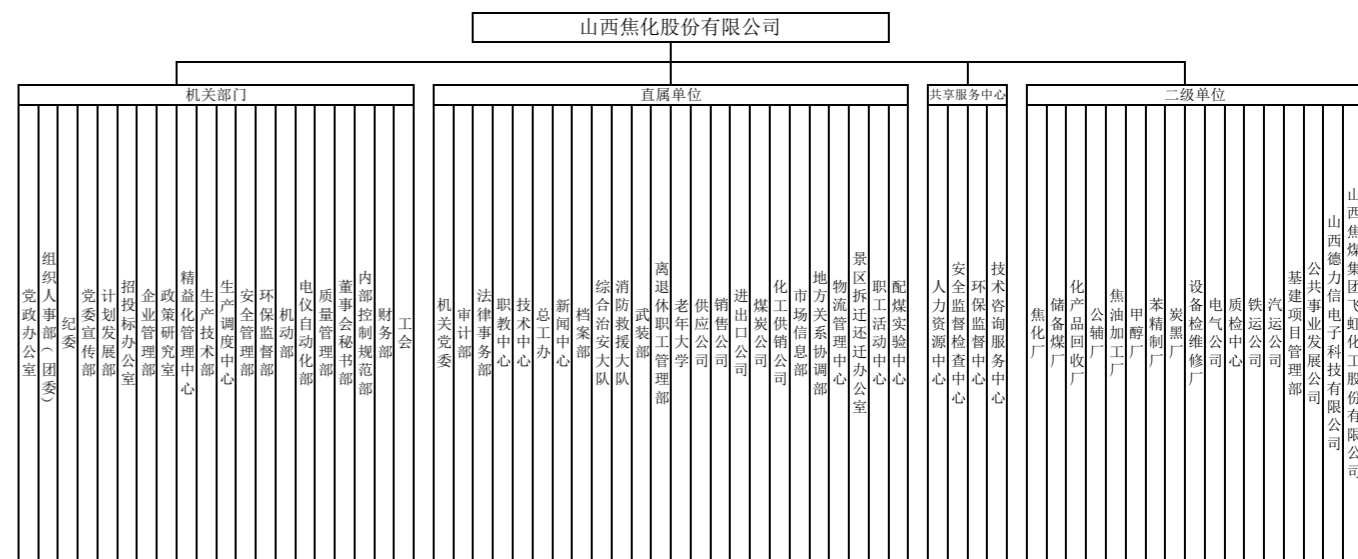 山西焦化股份有限公司
机关部门
党政办公室
组织人事部（团委）
纪委
党委宣传部
计划发展部
招投标办公室
企业管理部
政策研究室
精益化管理中心
生产技术部
生产调度中心
安全管理部
环保监督部
机动部
电仪自动化部
质量管理部
董事会秘书部
内部控制规范部
财务部
工会
直属单位
机关党委
审计部
法律事务部
职教中心
技术中心
总工办
新闻中心
档案部
综合治安大队
消防救援大队
武装部
离退休职工管理部
老年大学
供应公司
销售公司
进出口公司
煤炭公司
化工供销公司
市场信息部
地方关系协调部
物流管理中心
景区拆迁还迁办公室
职工活动中心
配煤实验中心
共享服务中心
人力资源中心
安全监督检查中心
环保监督中心
技术咨询服务中心
二级单位
焦化厂
储备煤厂
化产品回收厂
公辅厂
焦油加工厂
甲醇厂
苯精制厂
炭黑厂
设备检维修厂
电气公司
质检中心
铁运公司
汽运公司
基建项目管理部
公共事业发展公司
山西德力信电子科技有限公司
山西焦煤集团飞虹化工股份有限公司